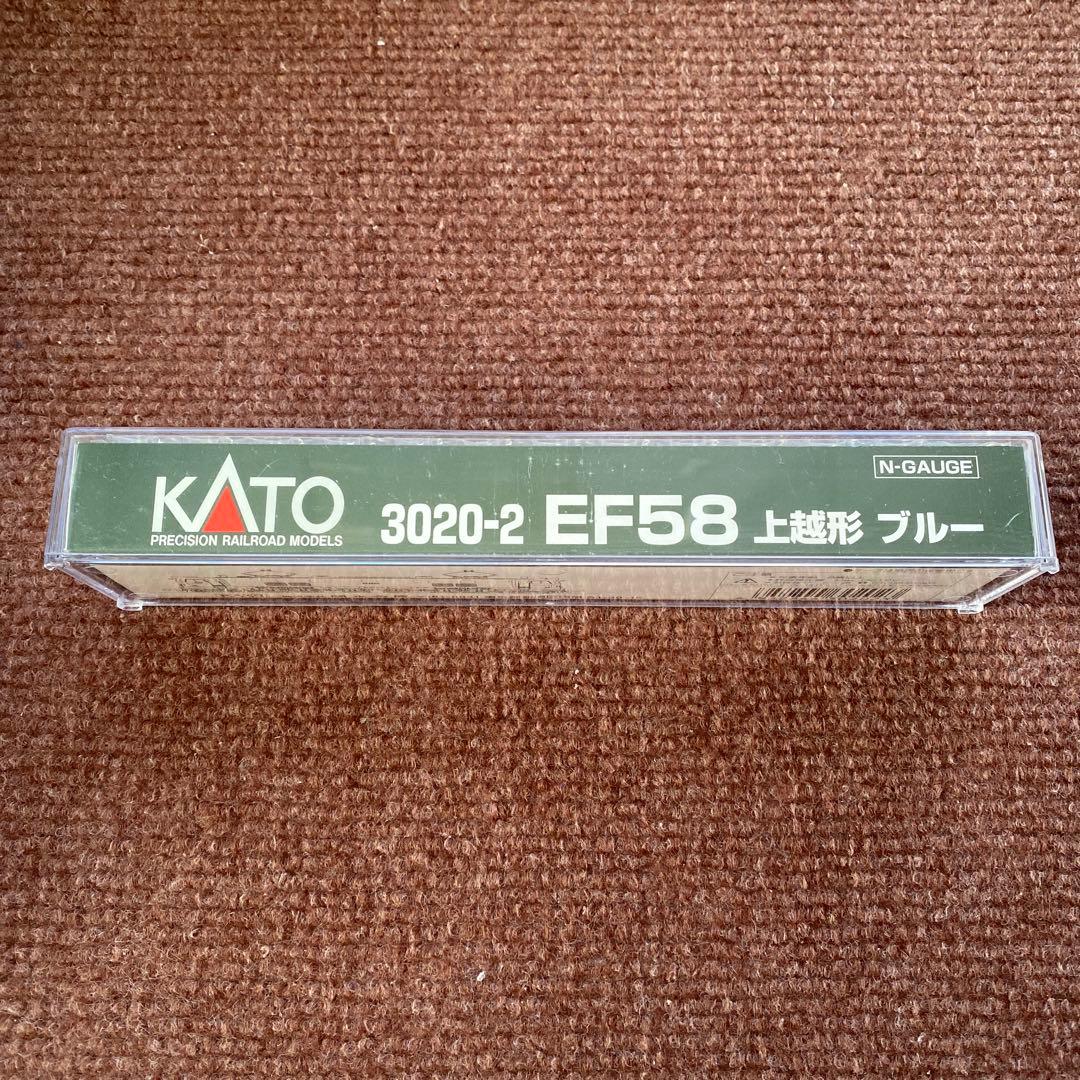 KATO
PRECISION RAILROAD MODELS
3020-2 EF58 上越形 ブルー
N-GAUGE